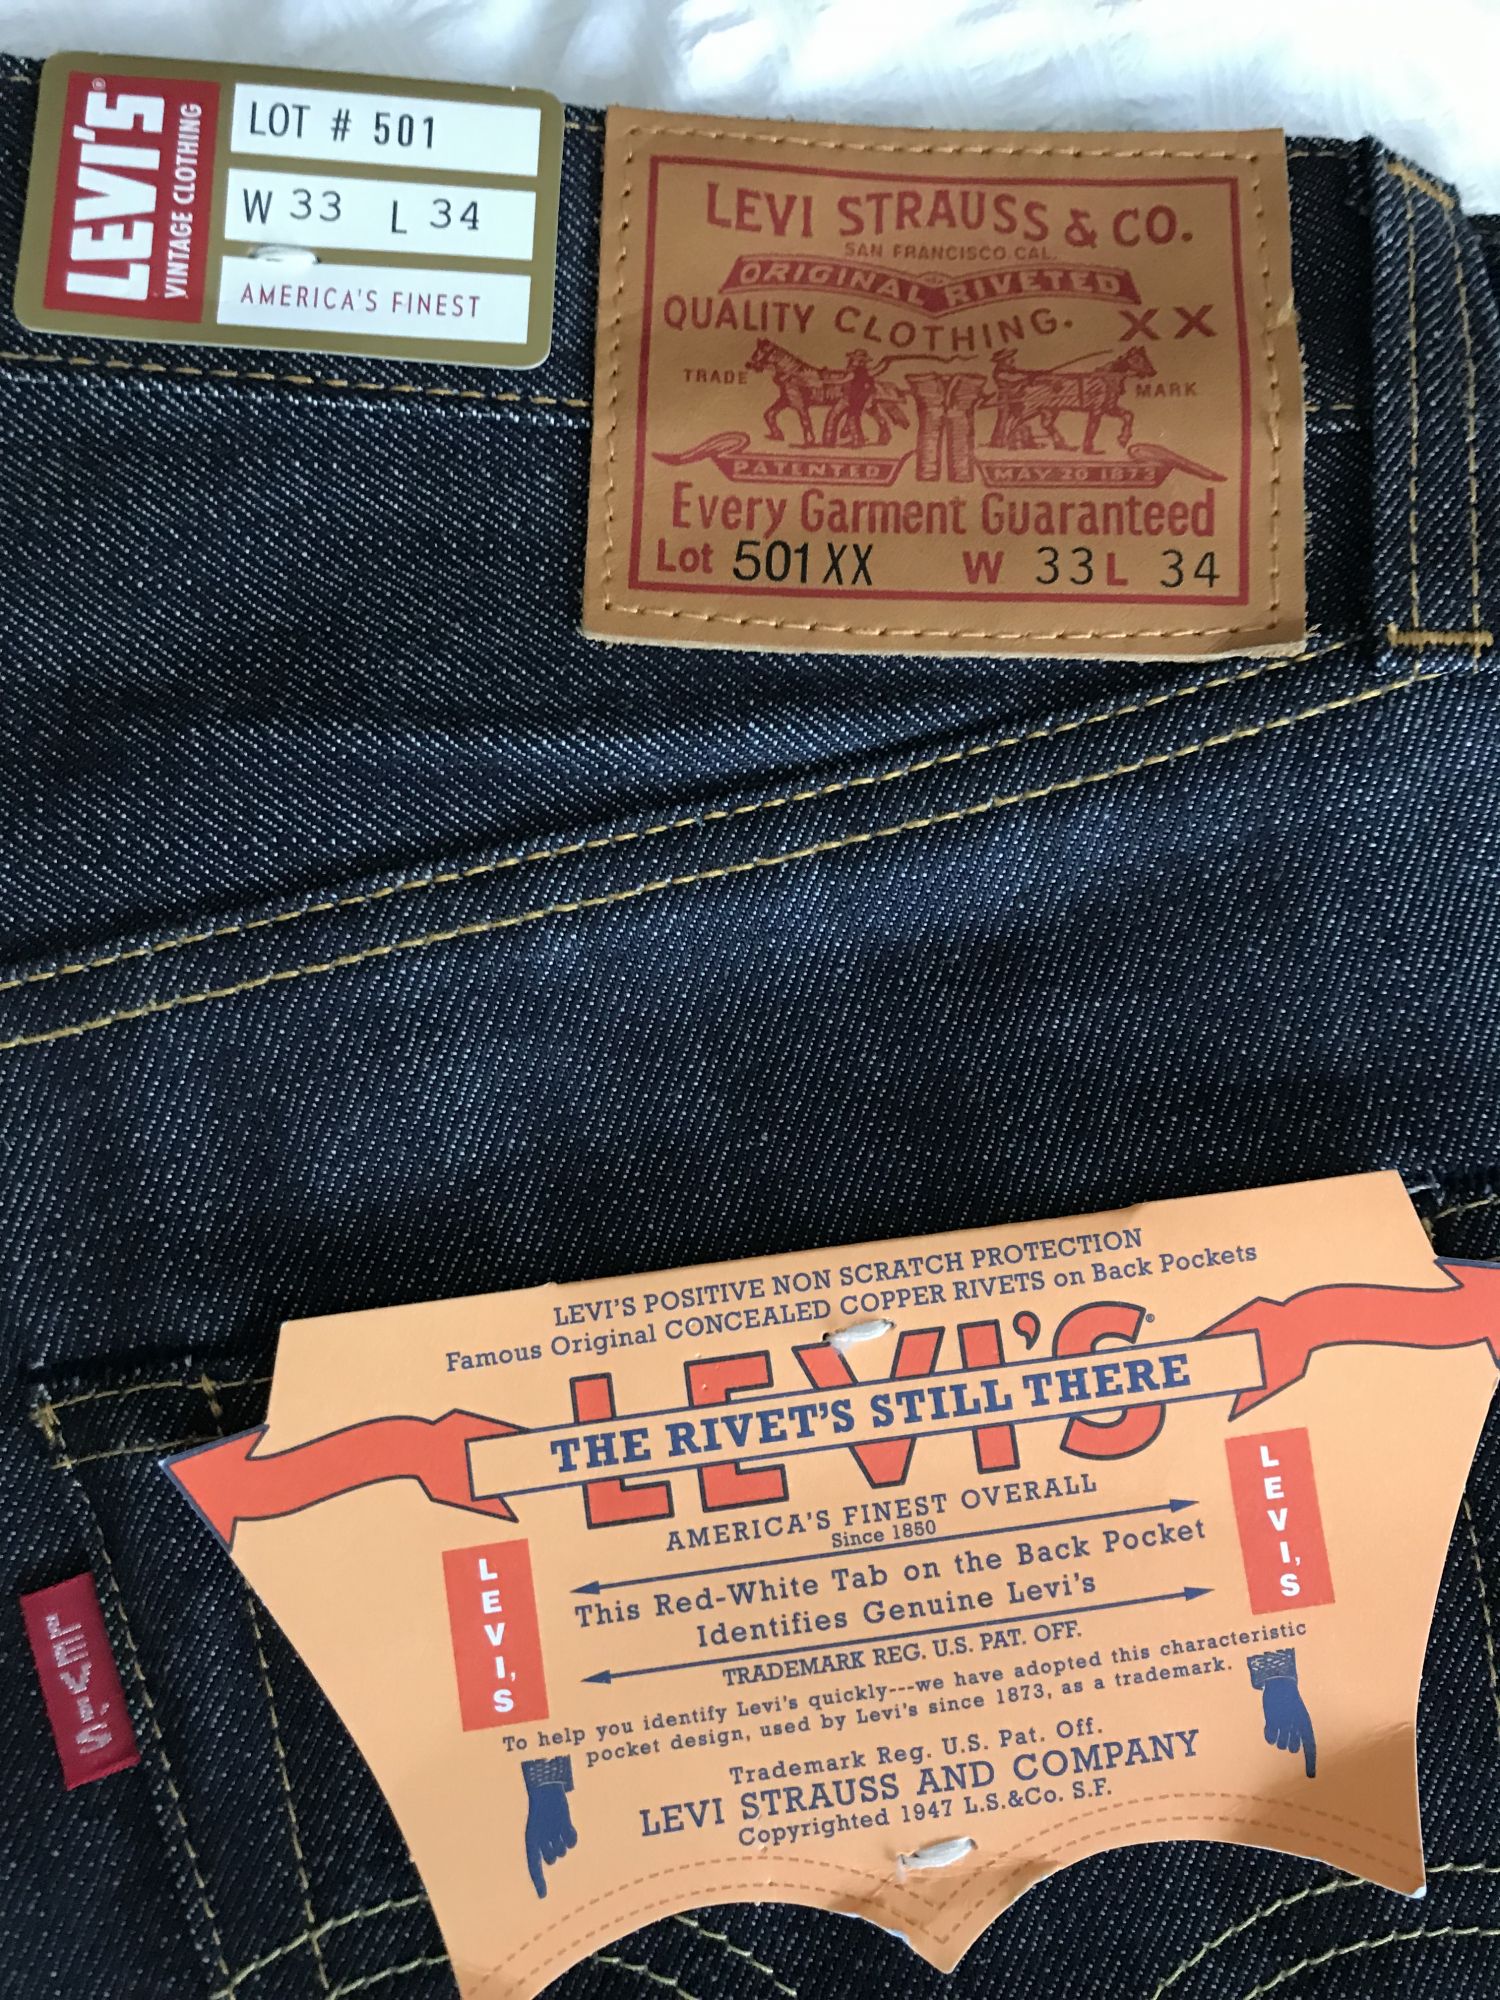 LEVI'S®
VINTAGE CLOTHING
LOT # 501
W 33 L 34
AMERICA'S FINEST
LEVI STRAUSS & CO.
SAN FRANCISCO CAL.
ORIGINAL RIVETED
QUALITY CLOTHING. XX
TRADE MARK
PATENTED MAY 20 1873
Every Garment Guaranteed
Lot 501XX W 33 L 34
LEVI'S POSITIVE NON SCRATCH PROTECTION
Famous Original CONCEALED COPPER RIVETS on Back Pockets
LEVI'S®
THE RIVET'S STILL THERE
AMERICA'S FINEST OVERALL
Since 1850
This Red-White Tab on the Back Pocket
Identifies Genuine Levi's
TRADEMARK REG. U.S. PAT. OFF.
LEVI'S
LEVI'S
To help you identify Levi's quickly---we have adopted this characteristic
pocket design, used by Levi's since 1873, as a trademark.
Trademark Reg. U.S. Pat. Off.
LEVI STRAUSS AND COMPANY
Copyrighted 1947 L.S.&Co. S.F.
LEVI'S